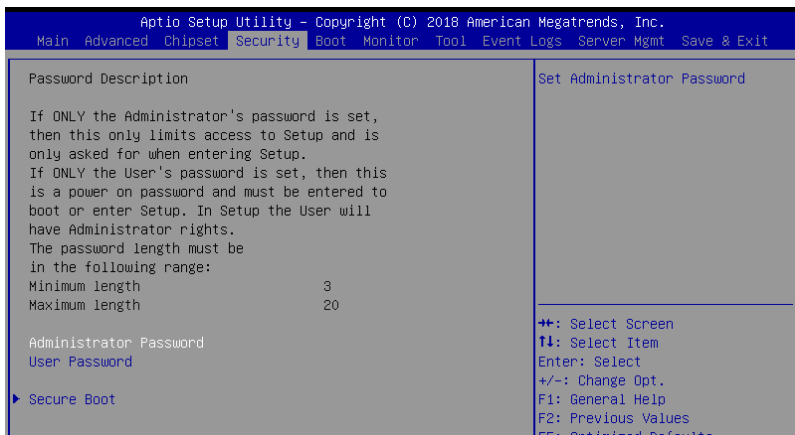 Aptio Setup Utility – Copyright (C) 2018 American Megatrends, Inc.
Main Advanced Chipset Security Boot Monitor Tool Event Logs Server Mgmt Save & Exit
Password Description
If ONLY the Administrator's password is set,
then this only limits access to Setup and is
only asked for when entering Setup.
If ONLY the User's password is set, then this
is a power on password and must be entered to
boot or enter Setup. In Setup the User will
have Administrator rights.
The password length must be
in the following range:
Minimum length 3
Maximum length 20
Administrator Password
User Password
Secure Boot
Set Administrator Password
→←: Select Screen
↑↓: Select Item
Enter: Select
+/-: Change Opt.
F1: General Help
F2: Previous Values